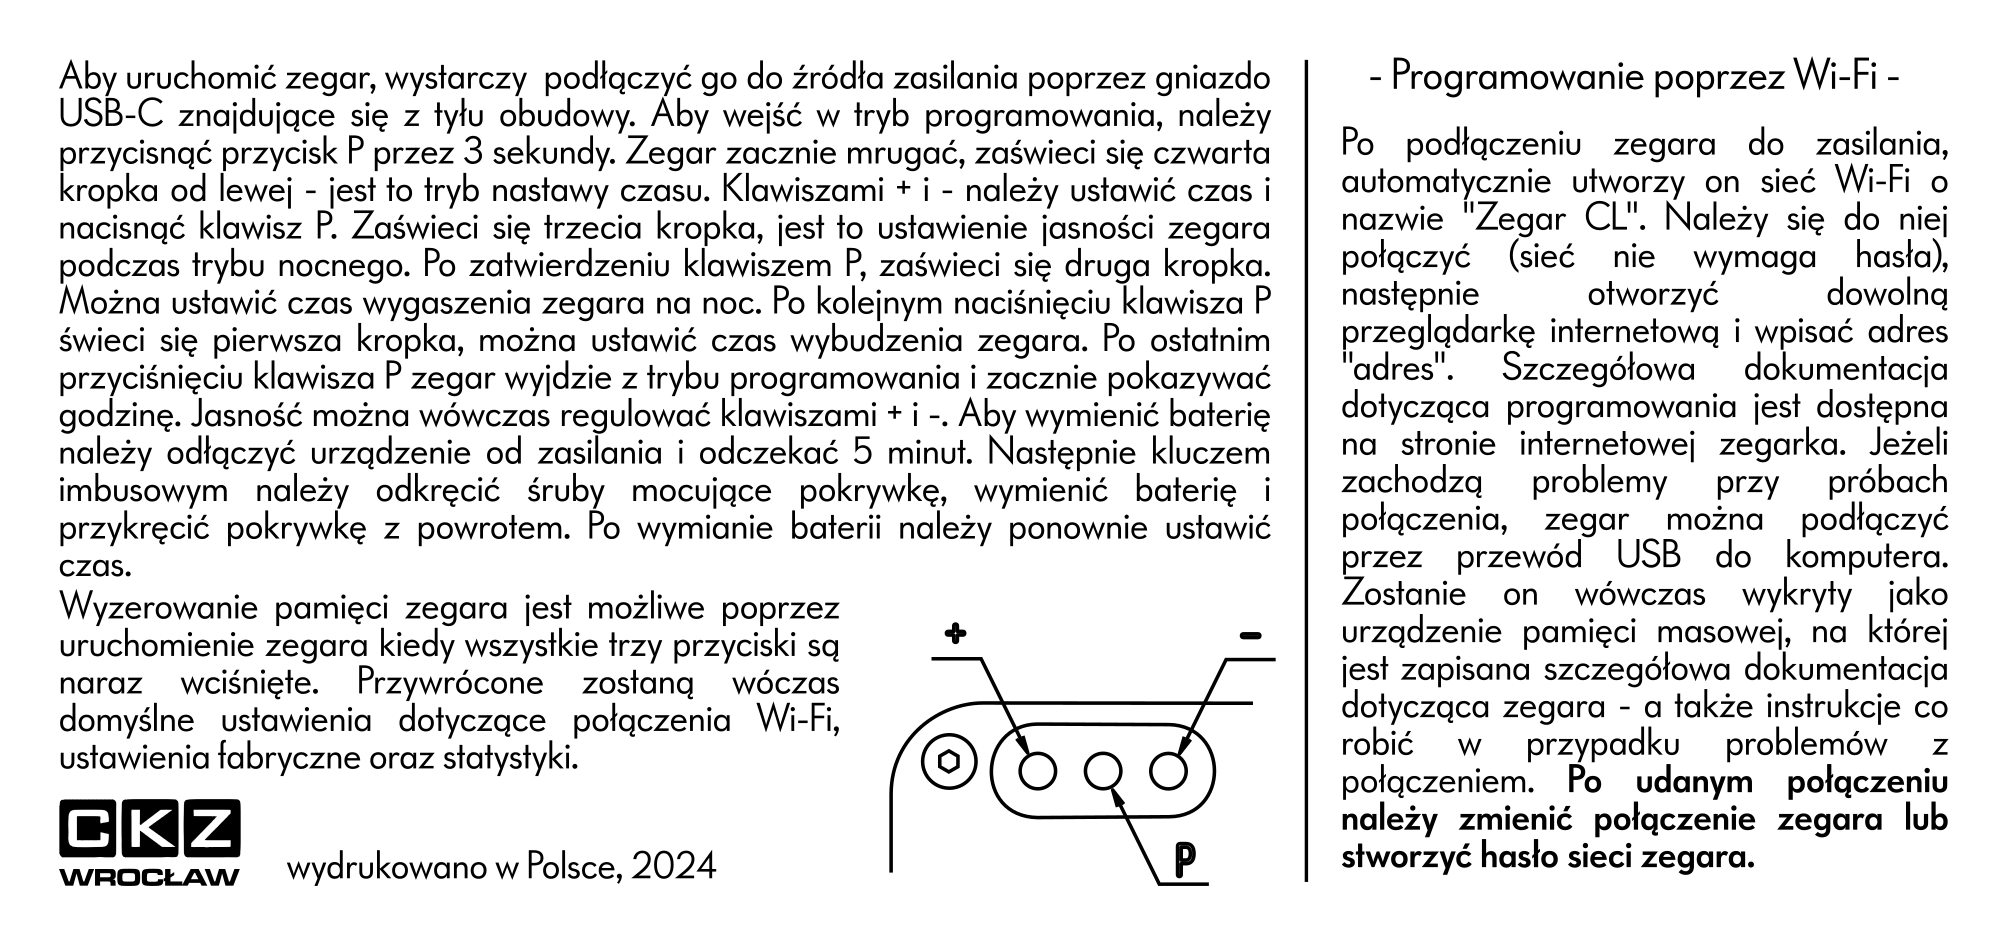 Aby uruchomić zegar, wystarczy podłączyć go do źródła zasilania poprzez gniazdo
USB-C znajdujące się z tyłu obudowy. Aby wejść w tryb programowania, należy
przycisnąć przycisk P przez 3 sekundy. Zegar zacznie mrugać, zaświeci się czwarta
kropka od lewej - jest to tryb nastawy czasu. Klawiszami + i - należy ustawić czas i
nacisnąć klawisz P. Zaświeci się trzecia kropka, jest to ustawienie jasności zegara
podczas trybu nocnego. Po zatwierdzeniu klawiszem P, zaświeci się druga kropka.
Można ustawić czas wygaszenia zegara na noc. Po kolejnym naciśnięciu klawisza P
świeci się pierwsza kropka, można ustawić czas wybudzenia zegara. Po ostatnim
przyciśnięciu klawisza P zegar wyjdzie z trybu programowania i zacznie pokazywać
godzinę. Jasność można wówczas regulować klawiszami + i -. Aby wymienić baterię
należy odłączyć urządzenie od zasilania i odczekać 5 minut. Następnie kluczem
imbusowym należy odkręcić śruby mocujące pokrywkę, wymienić baterię i
przykręcić pokrywkę z powrotem. Po wymianie baterii należy ponownie ustawić
czas.
Wyzerowanie pamięci zegara jest możliwe poprzez
uruchomienie zegara kiedy wszystkie trzy przyciski są
naraz wciśnięte. Przywrócone zostaną wóczas
domyślne ustawienia dotyczące połączenia Wi-Fi,
ustawienia fabryczne oraz statystyki.
+
-
P
CKZ
WROCŁAW
wydrukowano w Polsce, 2024
- Programowanie poprzez Wi-Fi -
Po podłączeniu zegara do zasilania,
automatycznie utworzy on sieć Wi-Fi o
nazwie "Zegar CL". Należy się do niej
połączyć (sieć nie wymaga hasła),
następnie otworzyć dowolną
przeglądarkę internetową i wpisać adres
"adres". Szczegółowa dokumentacja
dotycząca programowania jest dostępna
na stronie internetowej zegarka. Jeżeli
zachodzą problemy przy próbach
połączenia, zegar można podłączyć
przez przewód USB do komputera.
Zostanie on wówczas wykryty jako
urządzenie pamięci masowej, na której
jest zapisana szczegółowa dokumentacja
dotycząca zegara - a także instrukcje co
robić w przypadku problemów z
połączeniem. Po udanym połączeniu
należy zmienić połączenie zegara lub
stworzyć hasło sieci zegara.